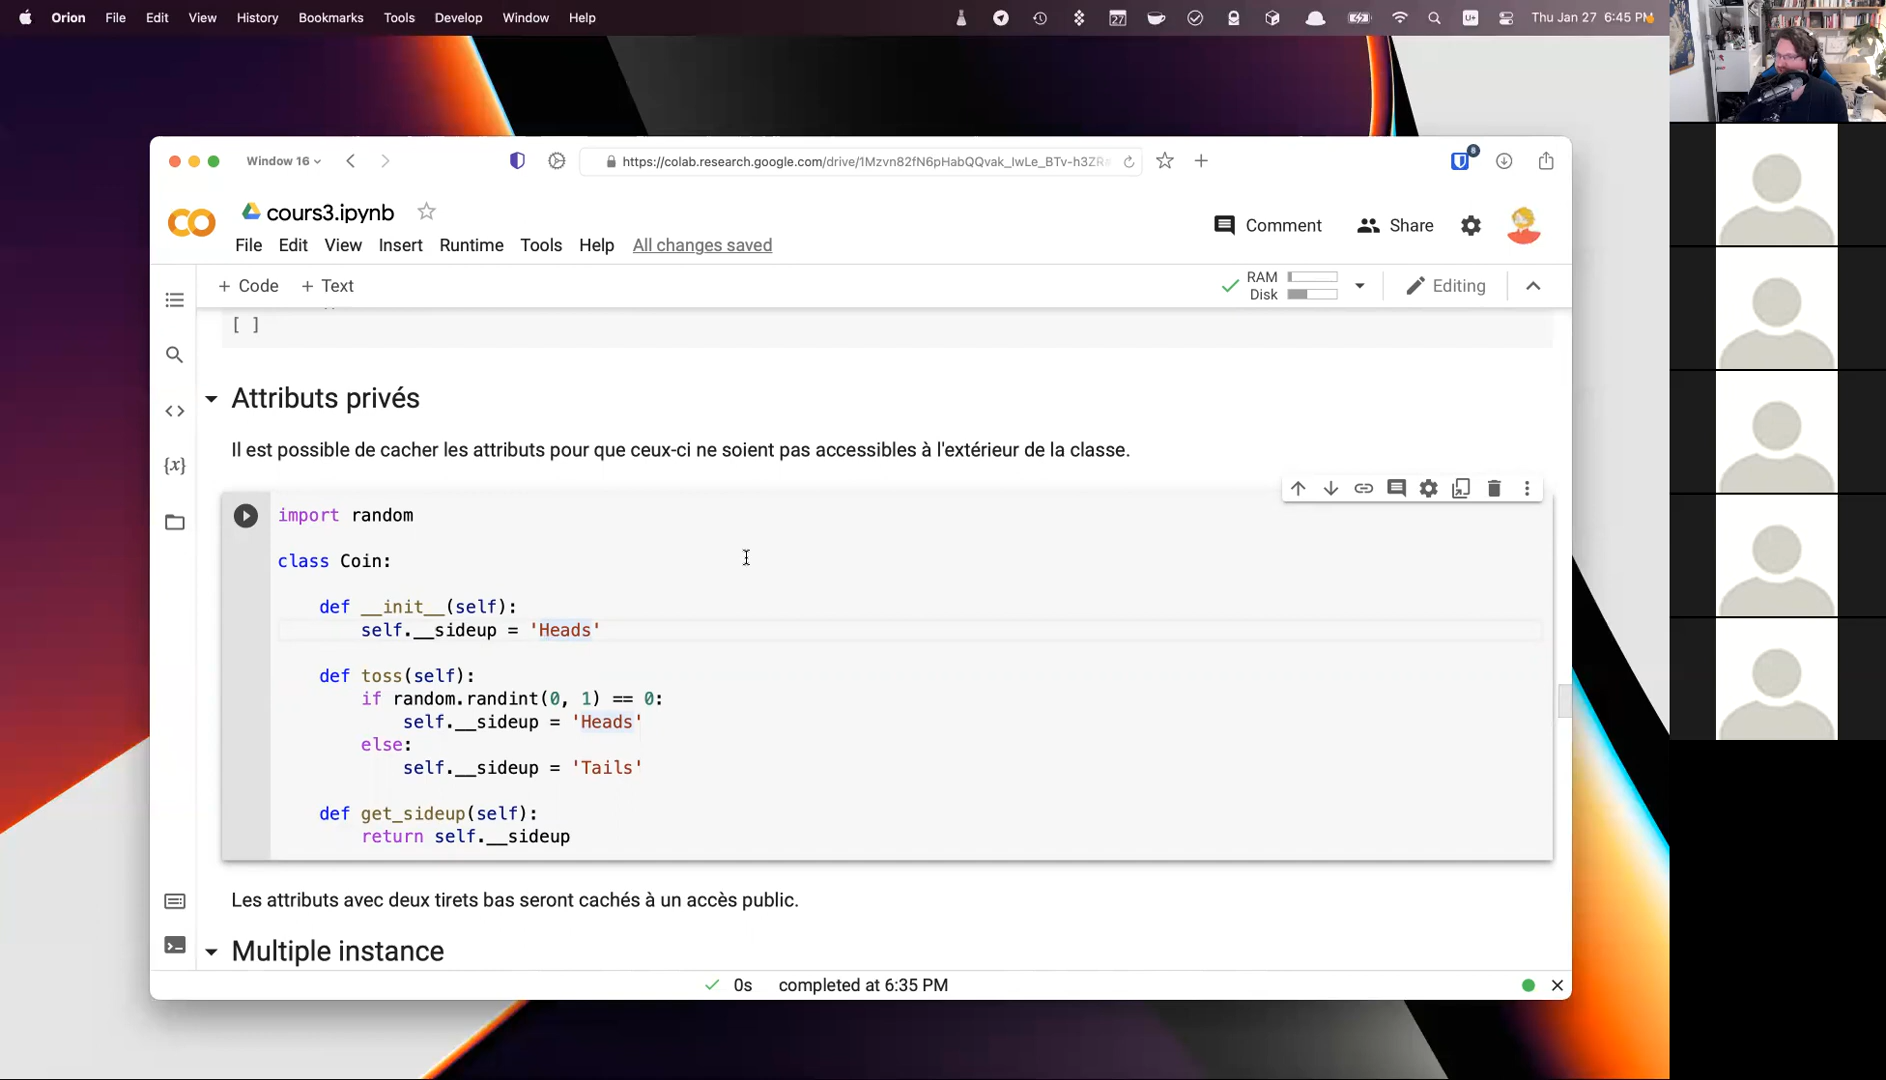 Orion File Edit View History Bookmarks Tools Develop Window Help 27 U+ Thu Jan 27 6:45 PM
Window 16 https://colab.research.google.com/drive/1Mzvn82fN6pHabQQvak_IwLe_BTv-h3ZR 8
CO cours3.ipynb
Comment Share
File Edit View Insert Runtime Tools Help All changes saved
+ Code + Text RAM Disk Editing
[ ]
Attributs privés
Il est possible de cacher les attributs pour que ceux-ci ne soient pas accessibles à l'extérieur de la classe.
import random
class Coin:
def __init__(self):
self.__sideup = 'Heads'
def toss(self):
if random.randint(0, 1) == 0:
self.__sideup = 'Heads'
else:
self.__sideup = 'Tails'
def get_sideup(self):
return self.__sideup
Les attributs avec deux tirets bas seront cachés à un accès public.
Multiple instance
0s completed at 6:35 PM